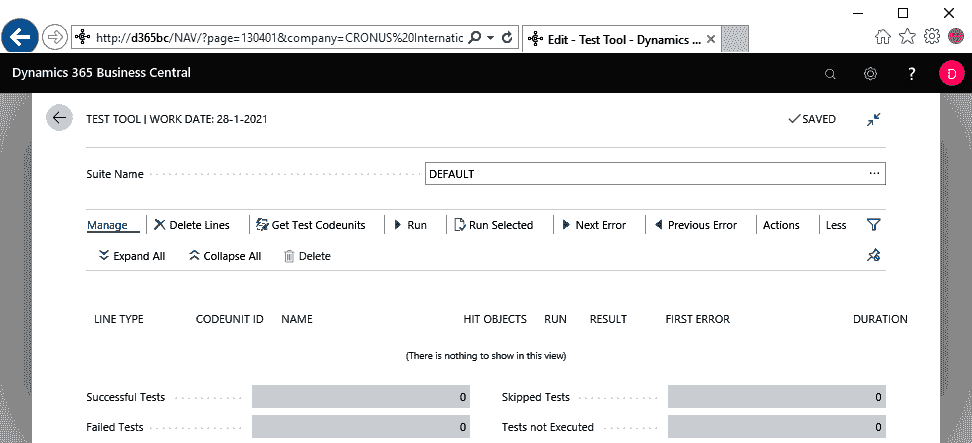 http://d365bc/NAV/?page=130401&company=CRONUS%20Internatic
Edit - Test Tool - Dynamics ...
Dynamics 365 Business Central
?
D
TEST TOOL | WORK DATE: 28-1-2021
SAVED
Suite Name
DEFAULT
...
Manage Delete Lines Get Test Codeunits Run Run Selected Next Error Previous Error Actions Less
Expand All Collapse All Delete
LINE TYPE CODEUNIT ID NAME HIT OBJECTS RUN RESULT FIRST ERROR DURATION
(There is nothing to show in this view)
Successful Tests 0 Skipped Tests 0
Failed Tests 0 Tests not Executed 0